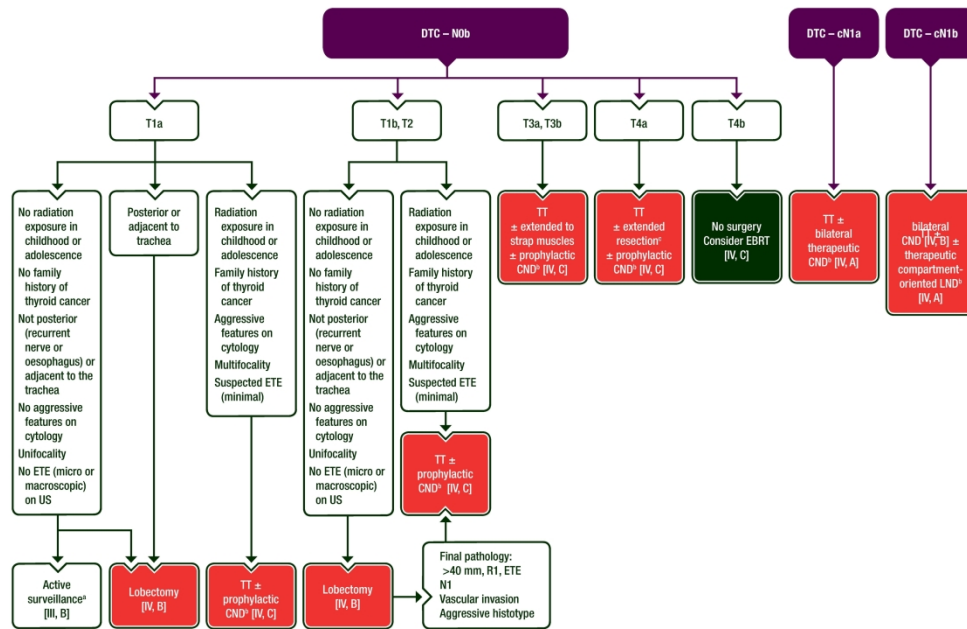 DTC – N0b
DTC – cN1a
DTC – cN1b
T1a
T1b, T2
T3a, T3b
T4a
T4b
No radiation
exposure in
childhood or
adolescence
No family
history of
thyroid cancer
Not posterior
(recurrent
nerve or
oesophagus) or
adjacent to the
trachea
No aggressive
features on
cytology
Unifocality
No ETE (micro or
macroscopic)
on US
Posterior or
adjacent to
trachea
Radiation
exposure in
childhood or
adolescence
Family history
of thyroid
cancer
Aggressive
features on
cytology
Multifocality
Suspected ETE
(minimal)
No radiation
exposure in
childhood or
adolescence
No family
history of
thyroid cancer
Not posterior
(recurrent
nerve or
oesophagus) or
adjacent to the
trachea
No aggressive
features on
cytology
Unifocality
No ETE (micro or
macroscopic) on
US
Radiation
exposure in
childhood or
adolescence
Family history
of thyroid
cancer
Aggressive
features on
cytology
Multifocality
Suspected ETE
(minimal)
TT
± extended to
strap muscles
± prophylactic
CNDᵇ [IV, C]
TT
± extended
resectionᶜ
± prophylactic
CNDᵇ [IV, C]
No surgery
Consider EBRT
[IV, C]
TT ±
bilateral
therapeutic
CNDᵇ [IV, A]
TT ±
bilateral
CND [IV, B] ±
therapeutic
compartment-
oriented LNDᵇ
[IV, A]
TT ±
prophylactic
CNDᵇ [IV, C]
Active
surveillanceᵃ
[III, B]
Lobectomy
[IV, B]
TT ±
prophylactic
CNDᵇ [IV, C]
Lobectomy
[IV, B]
Final pathology:
>40 mm, R1, ETE
N1
Vascular invasion
Aggressive histotype